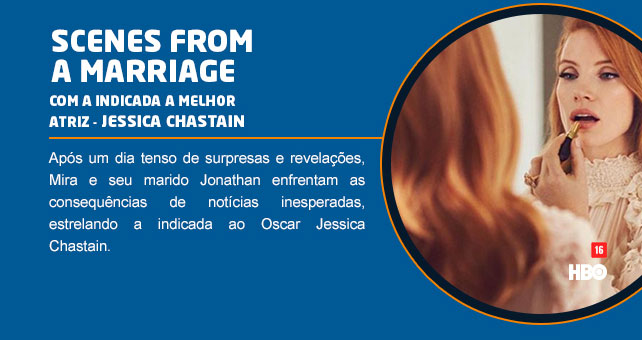 SCENES FROM
A MARRIAGE
COM A INDICADA A MELHOR
ATRIZ - JESSICA CHASTAIN
Após um dia tenso de surpresas e revelações,
Mira e seu marido Jonathan enfrentam as
consequências de notícias inesperadas,
estrelando a indicada ao Oscar Jessica
Chastain.
16
HBO